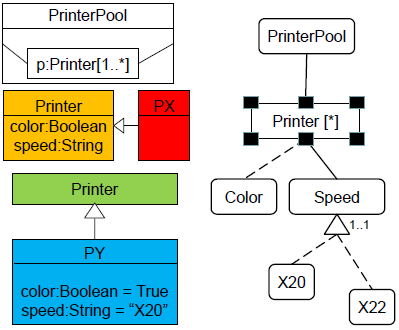 PrinterPool
p:Printer[1..*]
Printer
color:Boolean
speed:String
PX
Printer
PY
color:Boolean = True
speed:String = “X20”
PrinterPool
Printer [*]
Color
Speed
1..1
X20
X22